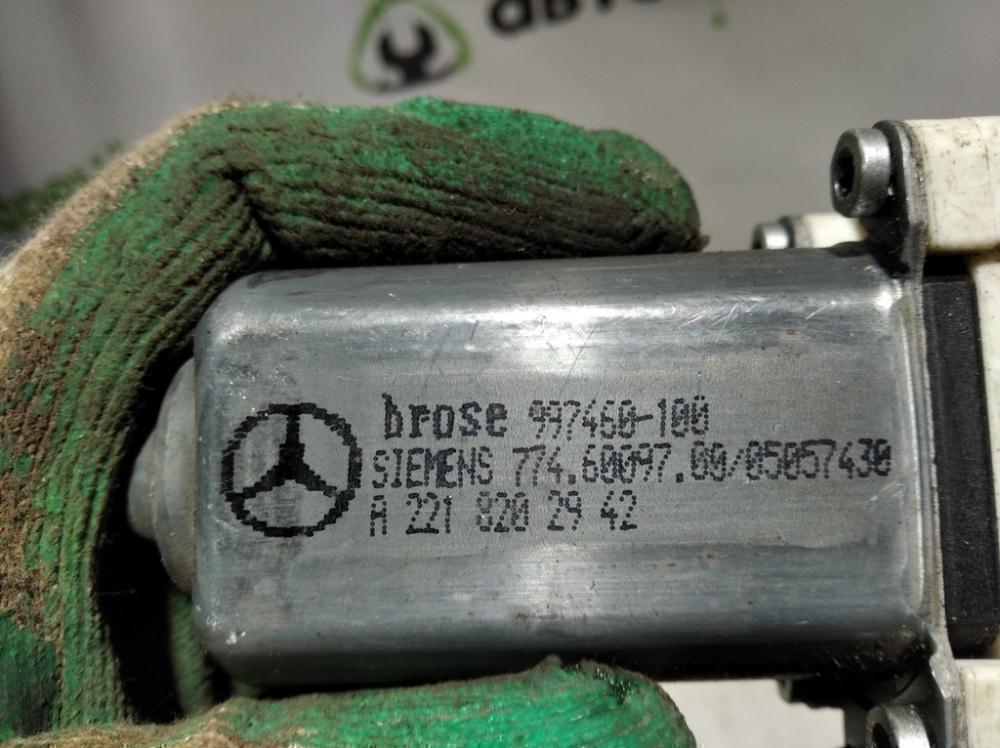 brose 997460-100
SIEMENS 774.60097.00/05057430
A 221 820 29 42